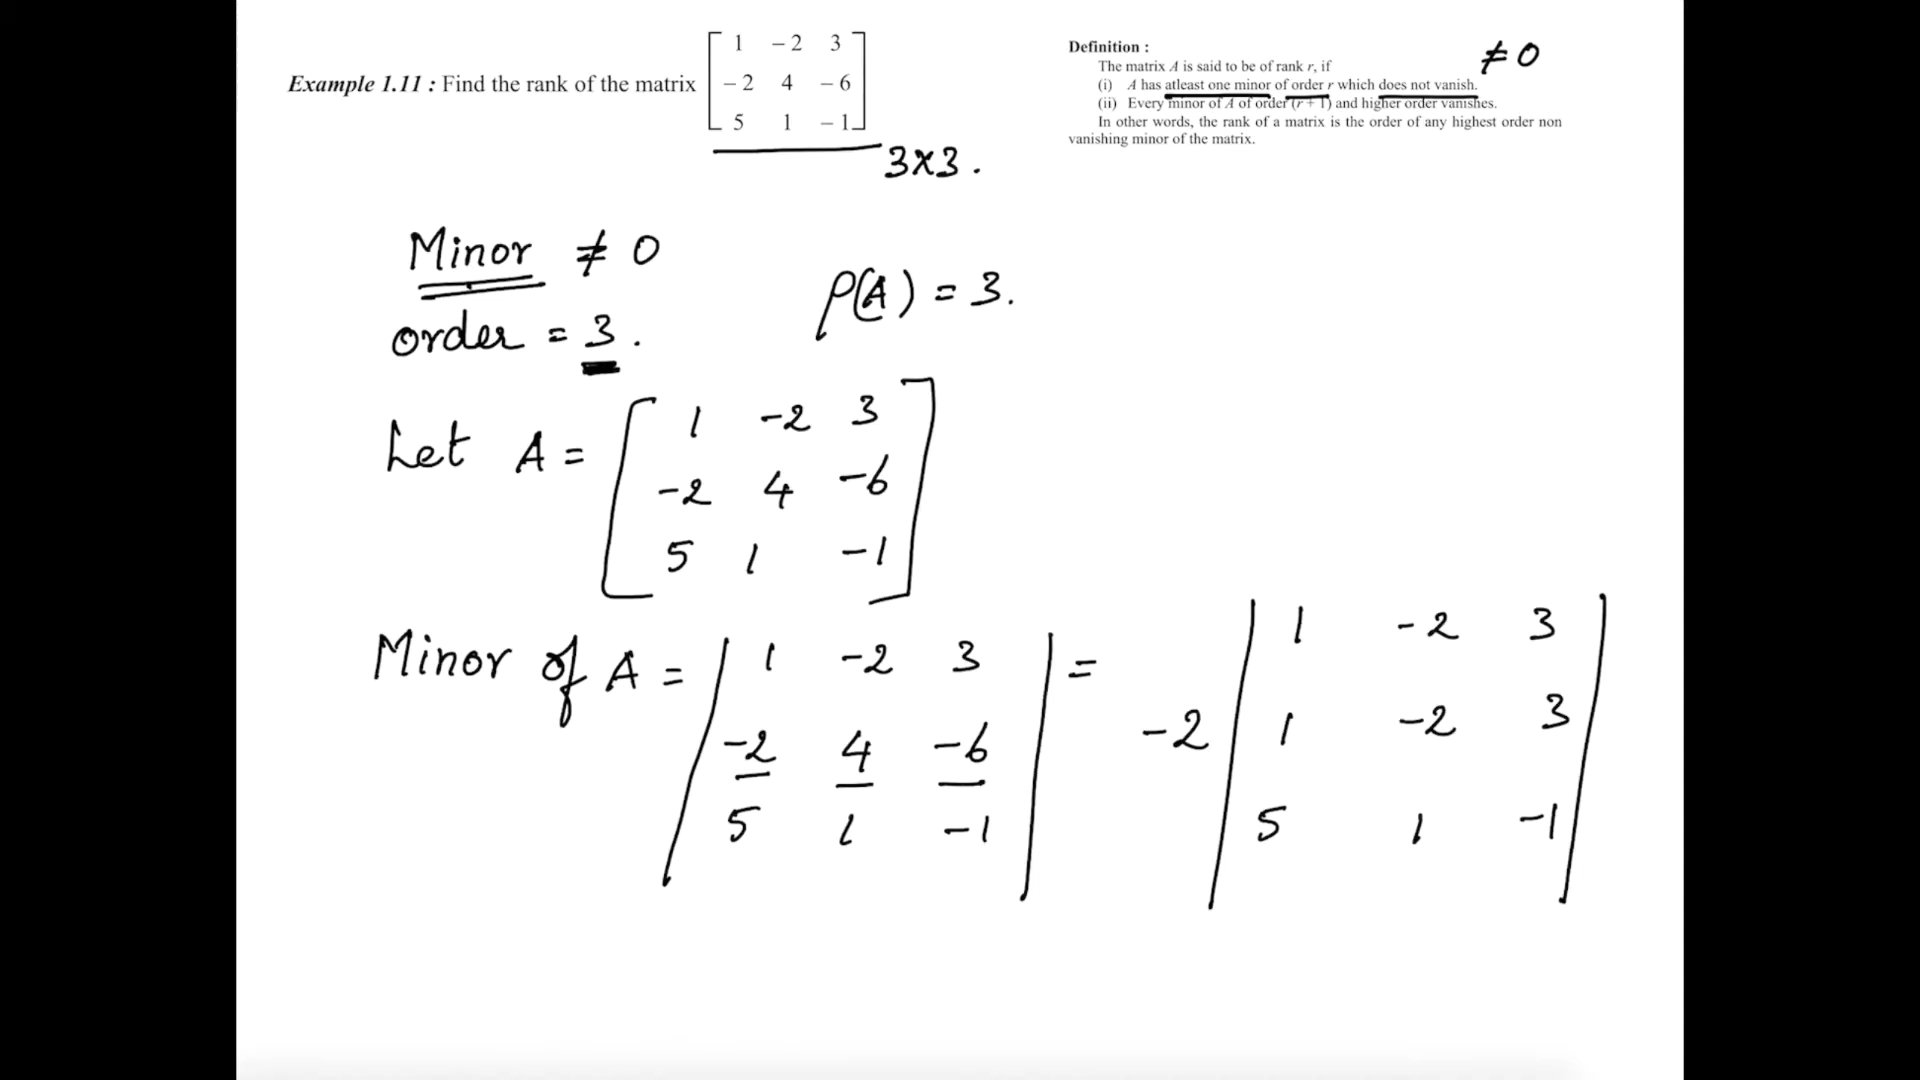 Example 1.11 : Find the rank of the matrix
1 – 2 3
– 2 4 – 6
5 1 – 1
3×3.
Definition :
≠ 0
The matrix A is said to be of rank r, if
(i) A has atleast one minor of order r which does not vanish.
(ii) Every minor of A of order (r + 1) and higher order vanishes.
In other words, the rank of a matrix is the order of any highest order non
vanishing minor of the matrix.
Minor ≠ 0
order = 3.
ρ(A) = 3.
Let A =
1 -2 3
-2 4 -6
5 1 -1
Minor of A =
1 -2 3
-2 4 -6
5 1 -1
= -2
1 -2 3
1 -2 3
5 1 -1